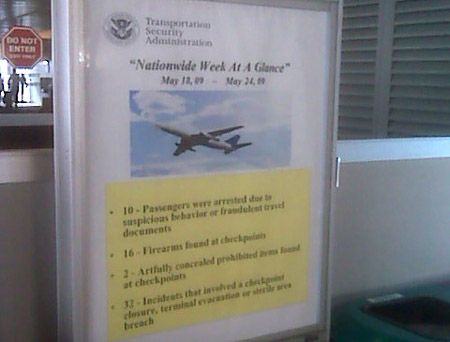 DO NOT
ENTER
Transportation
Security
Administration
"Nationwide Week At A Glance"
May 18, 09 – May 24, 09
• 10 - Passengers were arrested due to
suspicious behavior or fraudulent travel
documents
• 16 - Firearms found at checkpoints
• 2 - Artfully concealed prohibited items found
at checkpoints
• 32 - Incidents that involved a checkpoint
closure, terminal evacuation or sterile area
breach